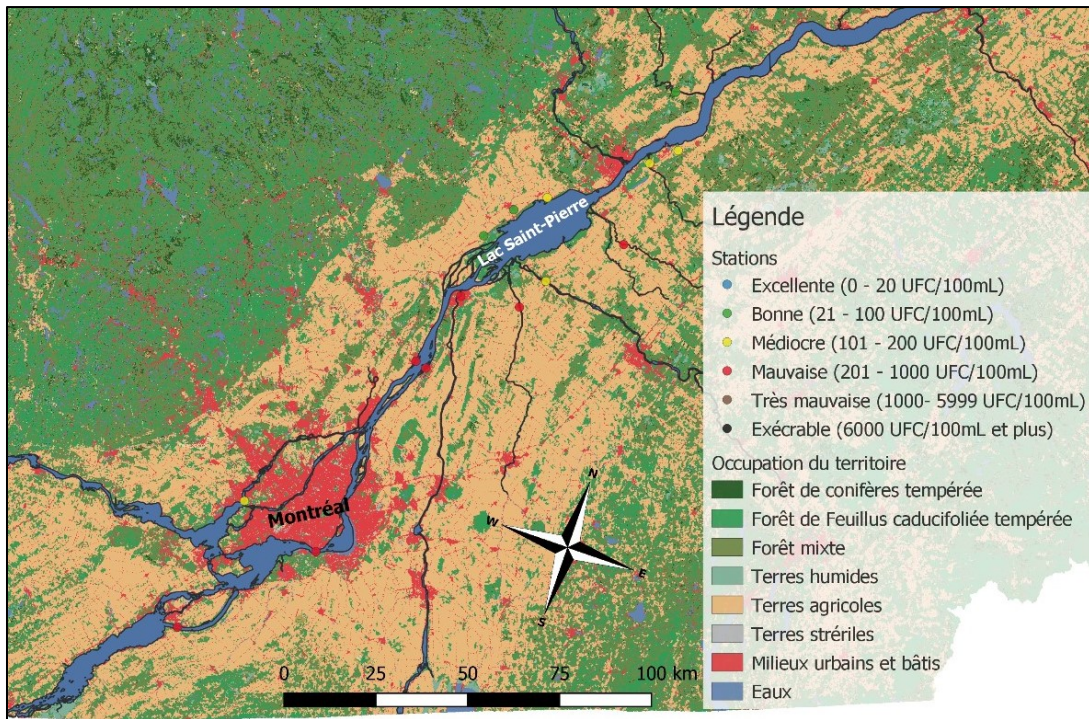 Lac Saint-Pierre
Montréal
N
W
E
S
0 25 50 75 100 km
Légende
Stations
Excellente (0 - 20 UFC/100mL)
Bonne (21 - 100 UFC/100mL)
Médiocre (101 - 200 UFC/100mL)
Mauvaise (201 - 1000 UFC/100mL)
Très mauvaise (1000- 5999 UFC/100mL)
Exécrable (6000 UFC/100mL et plus)
Occupation du territoire
Forêt de conifères tempérée
Forêt de Feuillus caducifoliée tempérée
Forêt mixte
Terres humides
Terres agricoles
Terres strériles
Milieux urbains et bâtis
Eaux